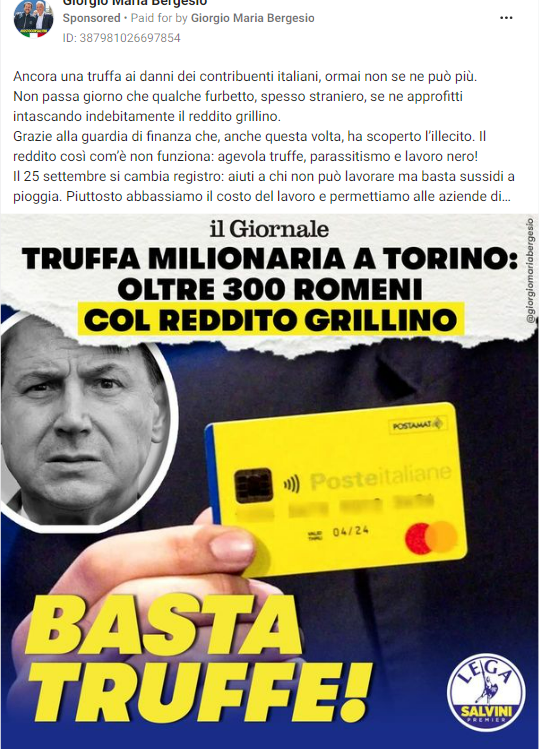 Giorgio Maria Bergesio
Sponsored • Paid for by Giorgio Maria Bergesio
ID: 387981026697854
Ancora una truffa ai danni dei contribuenti italiani, ormai non se ne può più.
Non passa giorno che qualche furbetto, spesso straniero, se ne approfitti
intascando indebitamente il reddito grillino.
Grazie alla guardia di finanza che, anche questa volta, ha scoperto l’illecito. Il
reddito così com’è non funziona: agevola truffe, parassitismo e lavoro nero!
Il 25 settembre si cambia registro: aiuti a chi non può lavorare ma basta sussidi a
pioggia. Piuttosto abbassiamo il costo del lavoro e permettiamo alle aziende di...
il Giornale
TRUFFA MILIONARIA A TORINO:
OLTRE 300 ROMENI
COL REDDITO GRILLINO
@giorgiomariabergesio
POSTAMAT
Posteitaliane
VALID
THRU 04/24
BASTA
TRUFFE!
LEGA
SALVINI
PREMIER